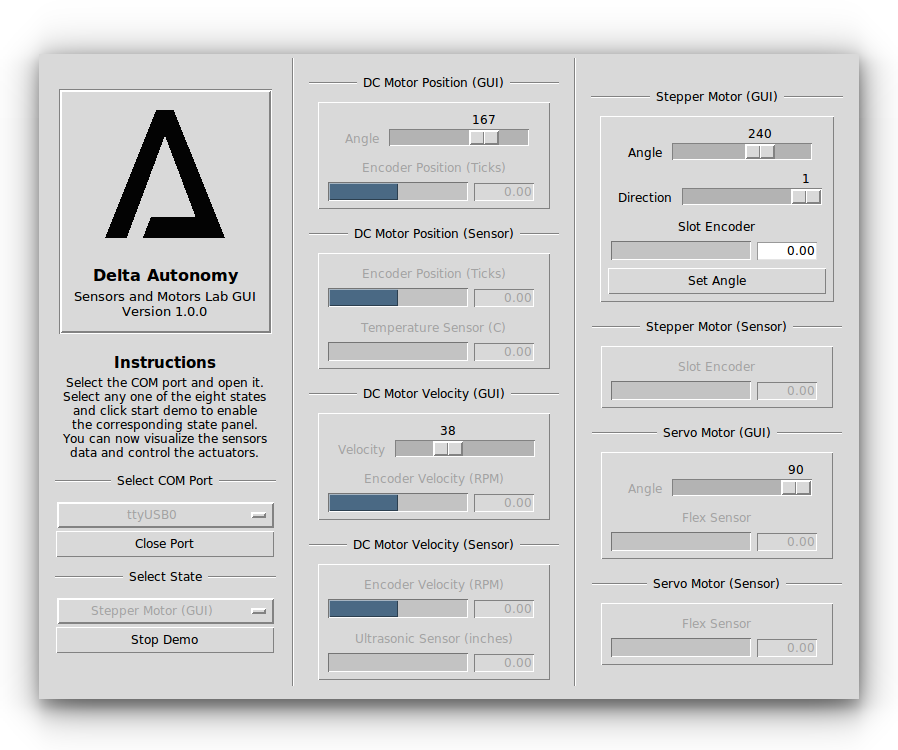 Delta Autonomy
Sensors and Motors Lab GUI
Version 1.0.0
Instructions
Select the COM port and open it.
Select any one of the eight states
and click start demo to enable
the corresponding state panel.
You can now visualize the sensors
data and control the actuators.
Select COM Port
ttyUSB0
Close Port
Select State
Stepper Motor (GUI)
Stop Demo
DC Motor Position (GUI)
167
Angle
Encoder Position (Ticks)
0.00
DC Motor Position (Sensor)
Encoder Position (Ticks)
0.00
Temperature Sensor (C)
0.00
DC Motor Velocity (GUI)
38
Velocity
Encoder Velocity (RPM)
0.00
DC Motor Velocity (Sensor)
Encoder Velocity (RPM)
0.00
Ultrasonic Sensor (inches)
0.00
Stepper Motor (GUI)
240
Angle
1
Direction
Slot Encoder
0.00
Set Angle
Stepper Motor (Sensor)
Slot Encoder
0.00
Servo Motor (GUI)
90
Angle
Flex Sensor
0.00
Servo Motor (Sensor)
Flex Sensor
0.00